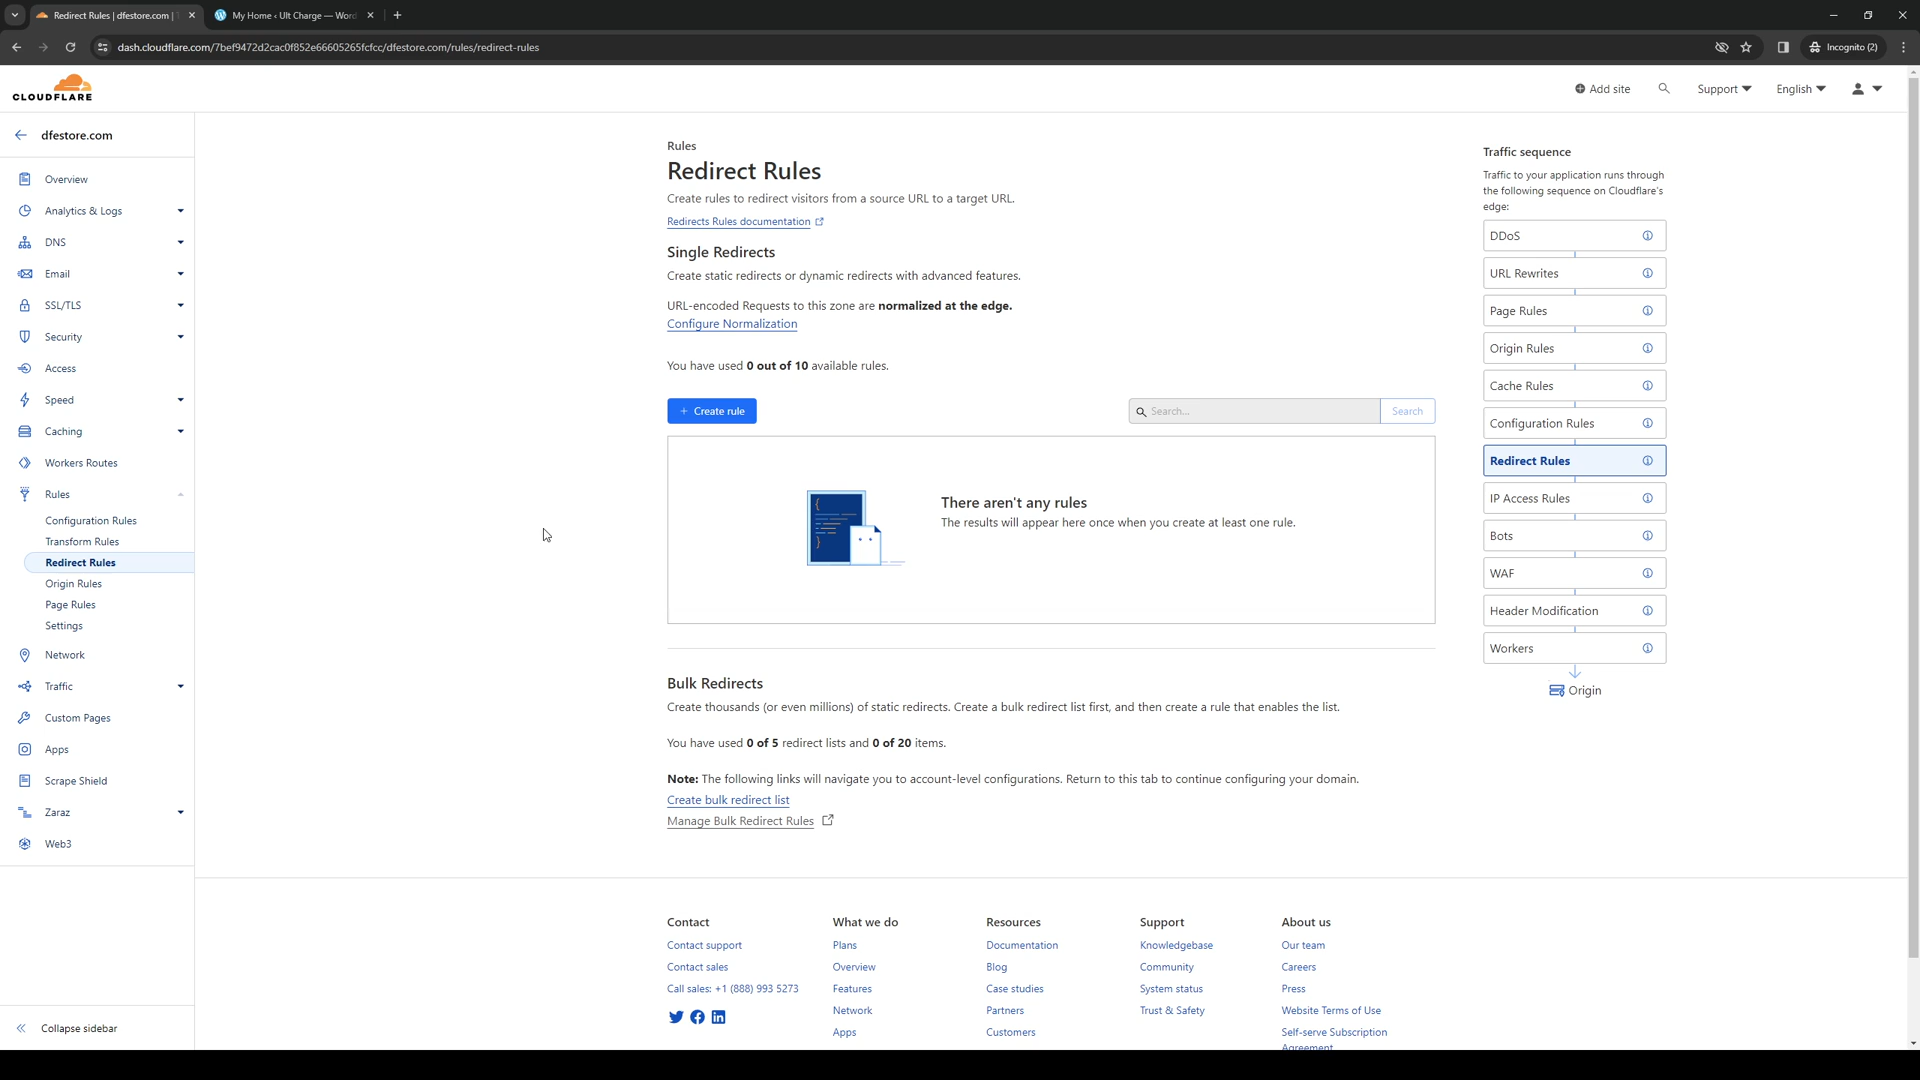 Redirect Rules | dfestore.com |
My Home ‹ Ult Charge — Word
dash.cloudflare.com/7bef9472d2cac0f852e66605265fcfcc/dfestore.com/rules/redirect-rules
Incognito (2)
CLOUDFLARE
Add site
Support
English
dfestore.com
Overview
Analytics & Logs
DNS
Email
SSL/TLS
Security
Access
Speed
Caching
Workers Routes
Rules
Configuration Rules
Transform Rules
Redirect Rules
Origin Rules
Page Rules
Settings
Network
Traffic
Custom Pages
Apps
Scrape Shield
Zaraz
Web3
Collapse sidebar
Rules
Redirect Rules
Create rules to redirect visitors from a source URL to a target URL.
Redirects Rules documentation
Single Redirects
Create static redirects or dynamic redirects with advanced features.
URL-encoded Requests to this zone are normalized at the edge.
Configure Normalization
You have used 0 out of 10 available rules.
+ Create rule
Search...
Search
There aren't any rules
The results will appear here once when you create at least one rule.
Bulk Redirects
Create thousands (or even millions) of static redirects. Create a bulk redirect list first, and then create a rule that enables the list.
You have used 0 of 5 redirect lists and 0 of 20 items.
Note: The following links will navigate you to account-level configurations. Return to this tab to continue configuring your domain.
Create bulk redirect list
Manage Bulk Redirect Rules
Traffic sequence
Traffic to your application runs through
the following sequence on Cloudflare's
edge:
DDoS
URL Rewrites
Page Rules
Origin Rules
Cache Rules
Configuration Rules
Redirect Rules
IP Access Rules
Bots
WAF
Header Modification
Workers
Origin
Contact
Contact support
Contact sales
Call sales: +1 (888) 993 5273
What we do
Plans
Overview
Features
Network
Apps
Resources
Documentation
Blog
Case studies
Partners
Customers
Support
Knowledgebase
Community
System status
Trust & Safety
About us
Our team
Careers
Press
Website Terms of Use
Self-serve Subscription
Agreement